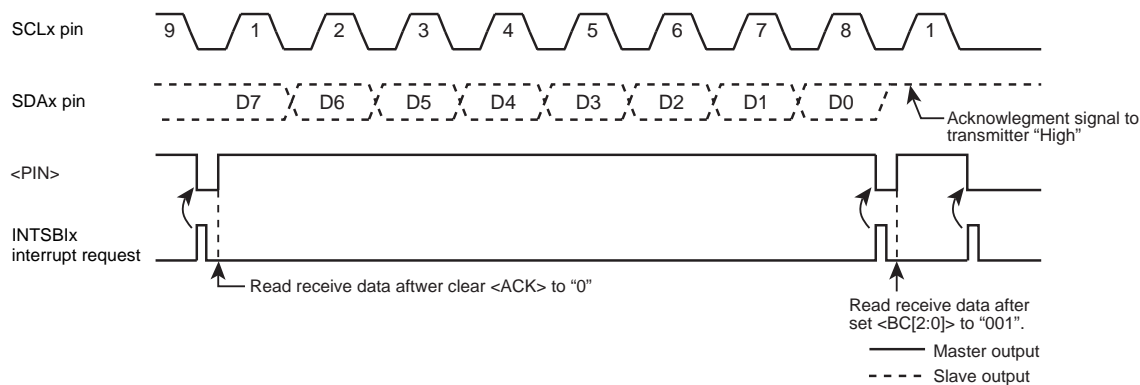 SCLx pin
9 1 2 3 4 5 6 7 8 1
SDAx pin
D7 D6 D5 D4 D3 D2 D1 D0
Acknowlegment signal to
transmitter “High”
<PIN>
INTSBIx
interrupt request
Read receive data aftwer clear <ACK> to “0”
Read receive data after
set <BC[2:0]> to “001”.
Master output
Slave output